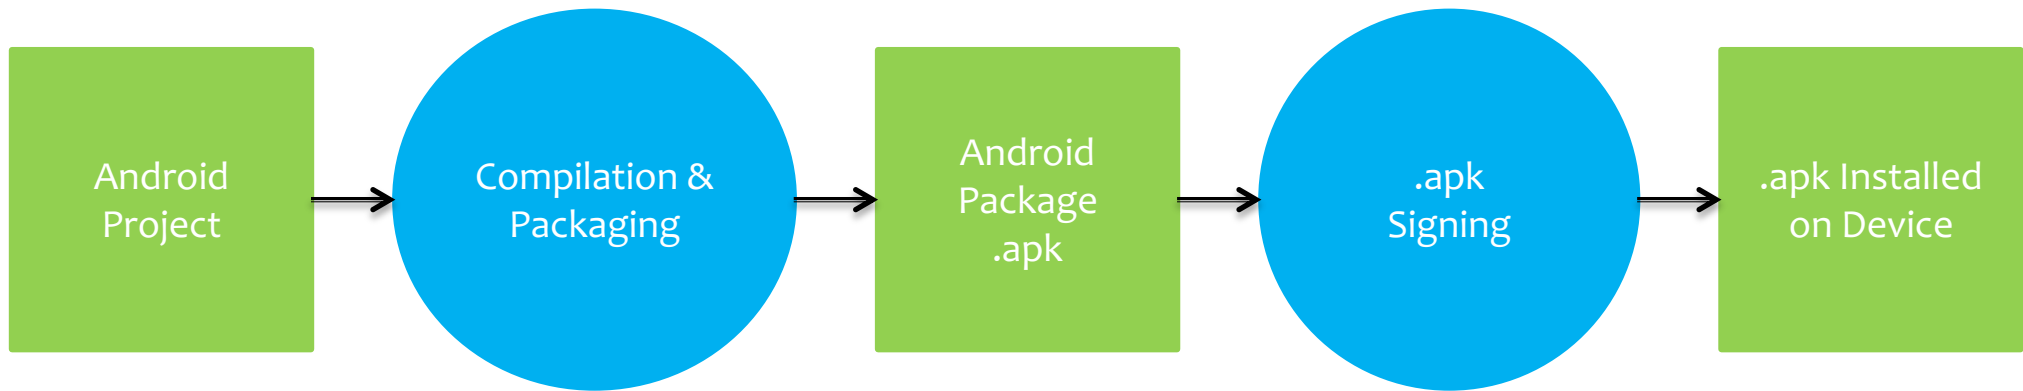 Android
Project
Compilation &
Packaging
Android
Package
.apk
.apk
Signing
.apk Installed
on Device